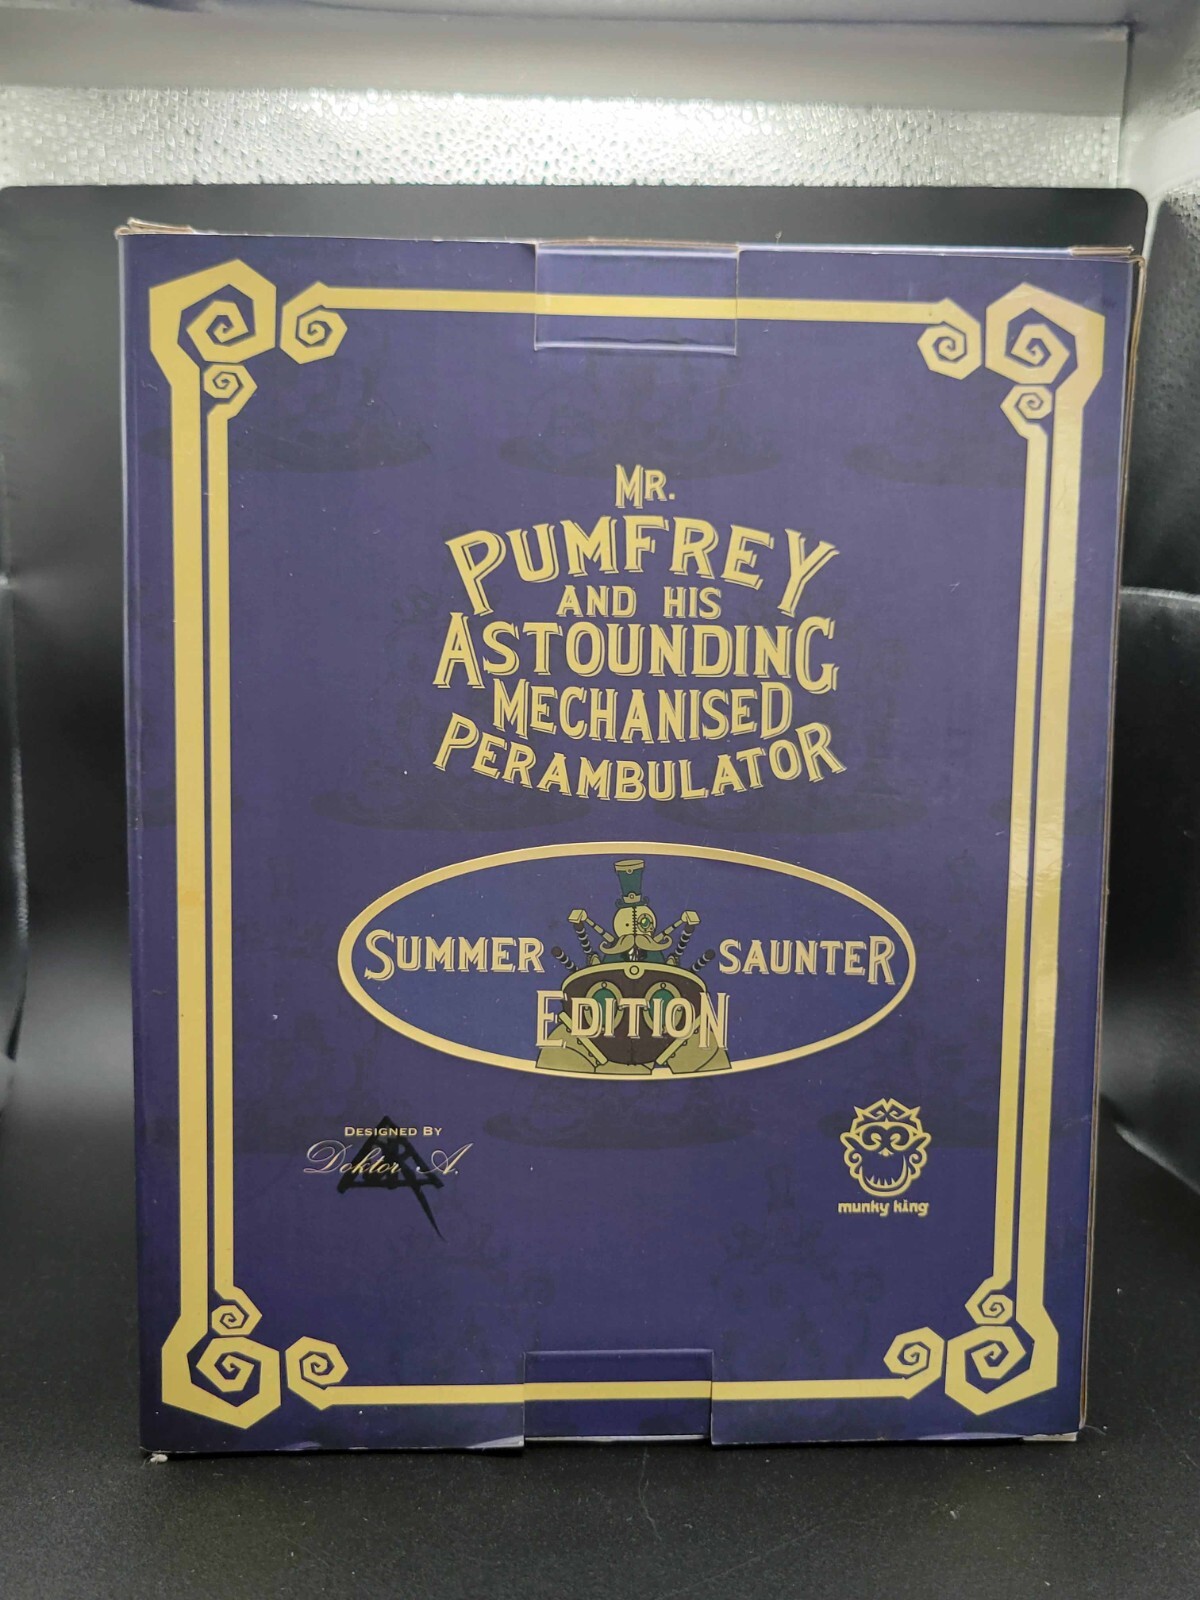 MR.
PUMFREY
AND HIS
ASTOUNDING
MECHANISED
PERAMBULATOR
SUMMER SAUNTER
EDITION
DESIGNED BY
Doktor A.
munky king